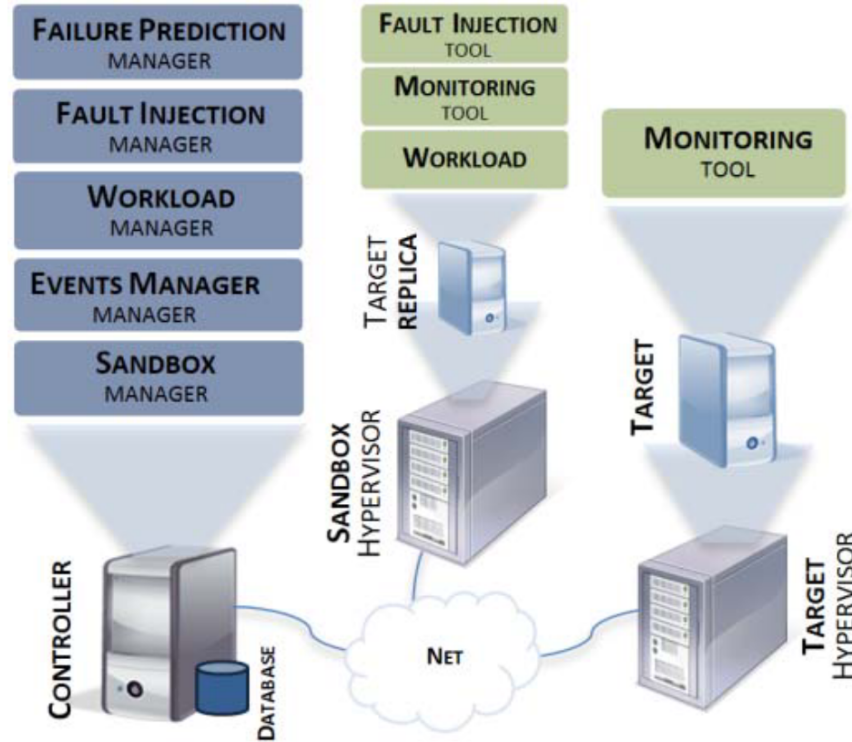 FAILURE PREDICTION
MANAGER
FAULT INJECTION
MANAGER
WORKLOAD
MANAGER
EVENTS MANAGER
MANAGER
SANDBOX
MANAGER
CONTROLLER
DATABASE
FAULT INJECTION
TOOL
MONITORING
TOOL
WORKLOAD
TARGET
REPLICA
SANDBOX
HYPERVISOR
NET
MONITORING
TOOL
TARGET
TARGET
HYPERVISOR